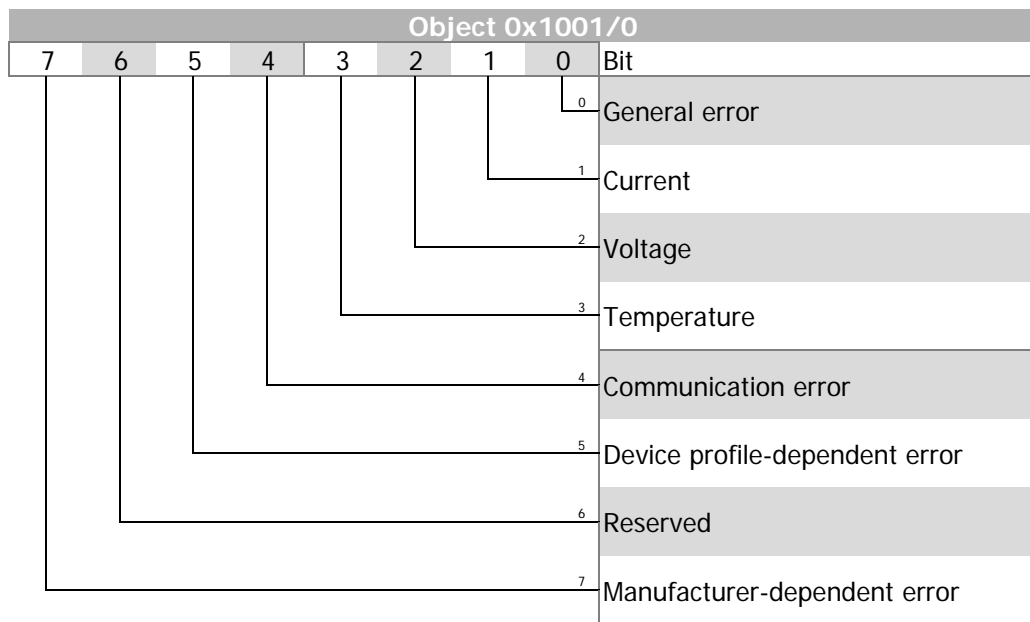 Object 0x1001/0
7 6 5 4 3 2 1 0 Bit
0 General error
1 Current
2 Voltage
3 Temperature
4 Communication error
5 Device profile-dependent error
6 Reserved
7 Manufacturer-dependent error